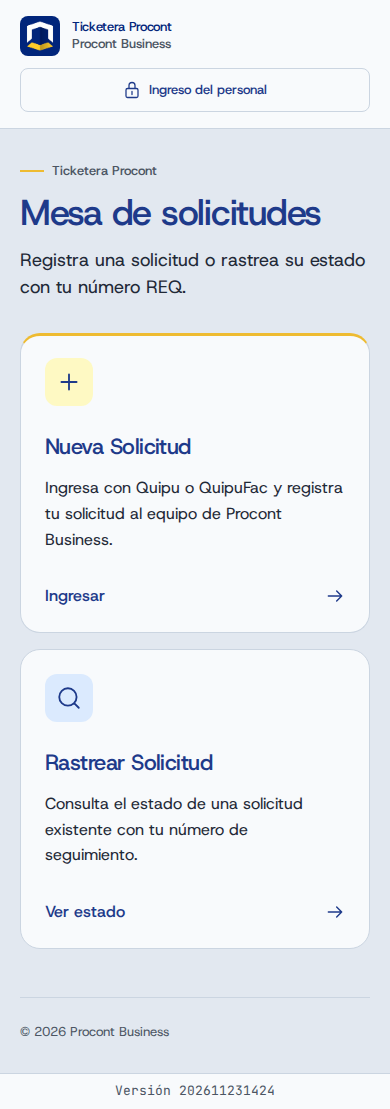 Ticketera Procont
Procont Business
Ingreso del personal
Ticketera Procont
Mesa de solicitudes
Registra una solicitud o rastrea su estado
con tu número REQ.
Nueva Solicitud
Ingresa con Quipu o QuipuFac y registra
tu solicitud al equipo de Procont
Business.
Ingresar
Rastrear Solicitud
Consulta el estado de una solicitud
existente con tu número de
seguimiento.
Ver estado
© 2026 Procont Business
Versión 202611231424